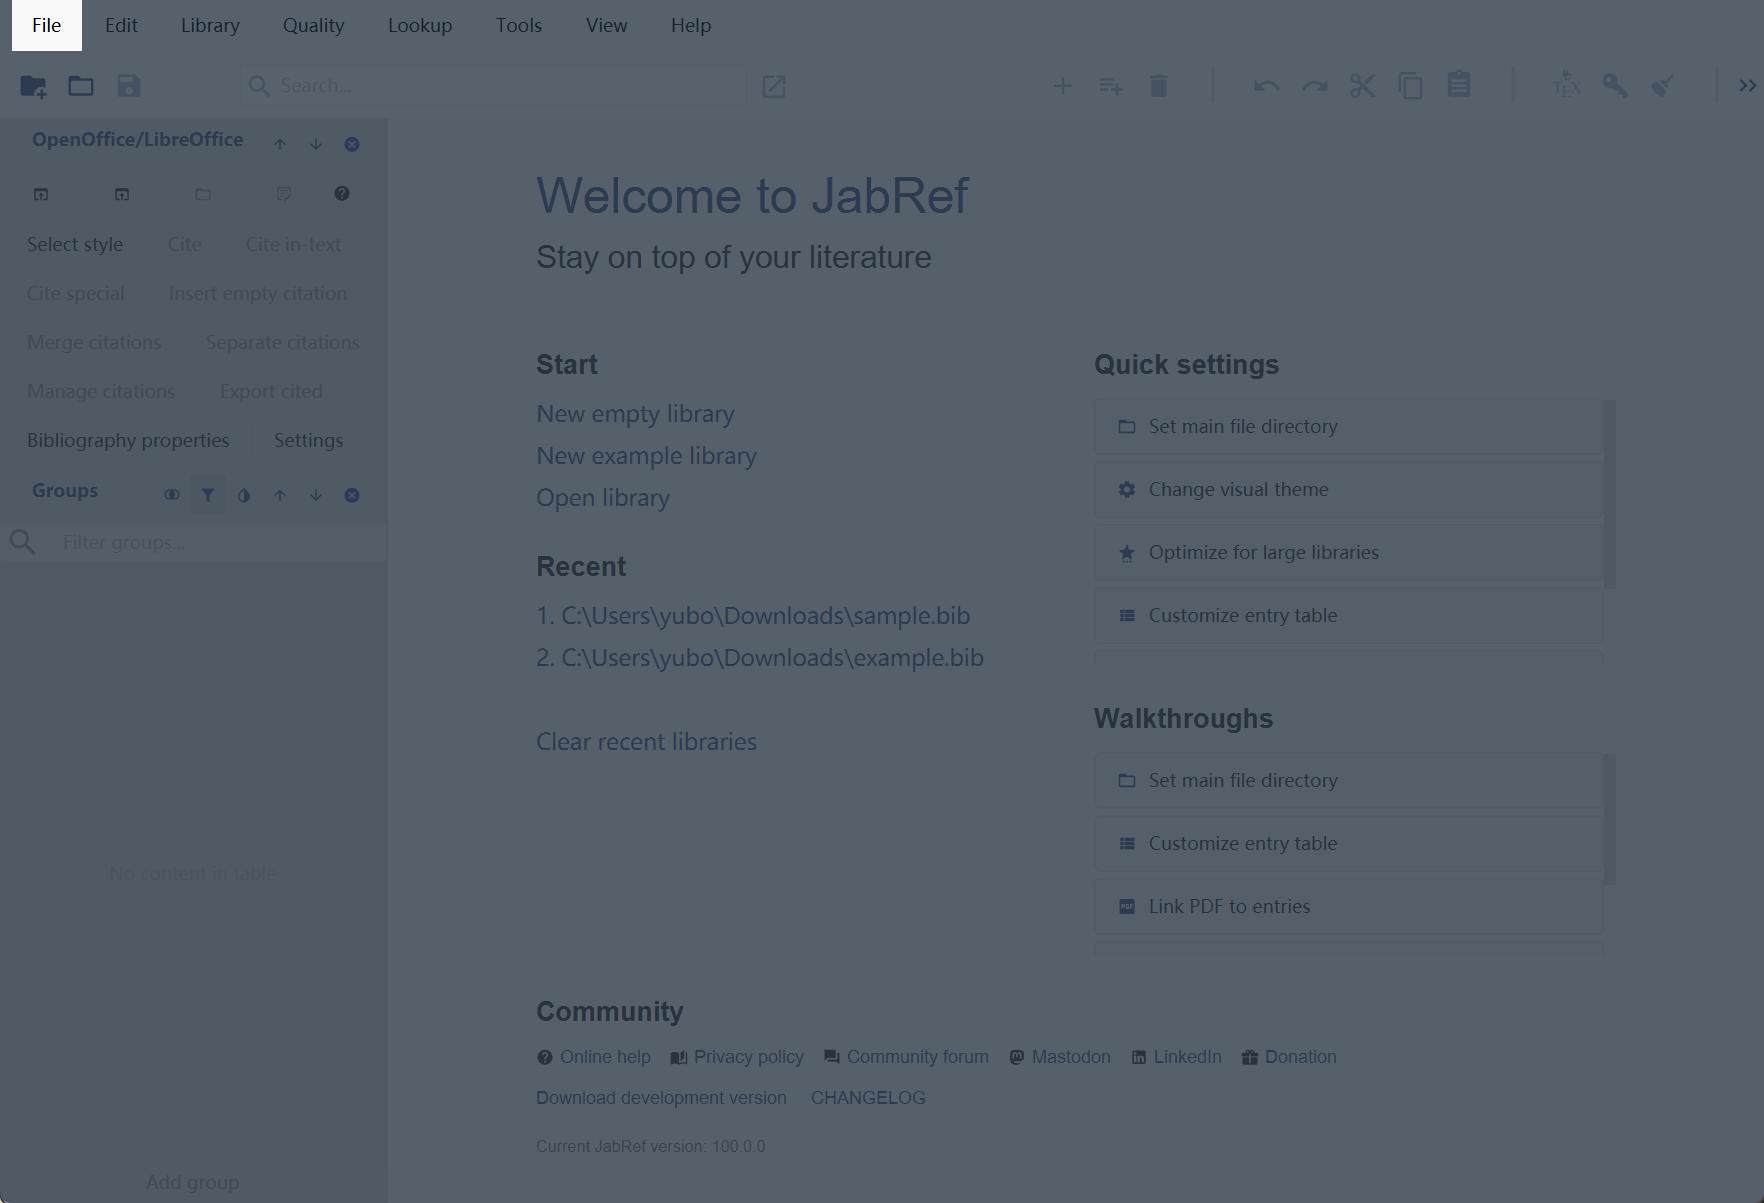 File Edit Library Quality Lookup Tools View Help
Search...
TEX
OpenOffice/LibreOffice
Select style Cite Cite in-text
Cite special Insert empty citation
Merge citations Separate citations
Manage citations Export cited
Bibliography properties Settings
Groups
Filter groups...
No content in table
Add group
Welcome to JabRef
Stay on top of your literature
Start
New empty library
New example library
Open library
Recent
1. C:\Users\yubo\Downloads\sample.bib
2. C:\Users\yubo\Downloads\example.bib
Clear recent libraries
Quick settings
Set main file directory
Change visual theme
Optimize for large libraries
Customize entry table
Walkthroughs
Set main file directory
Customize entry table
PDF Link PDF to entries
Community
Online help Privacy policy Community forum Mastodon LinkedIn Donation
Download development version CHANGELOG
Current JabRef version: 100.0.0